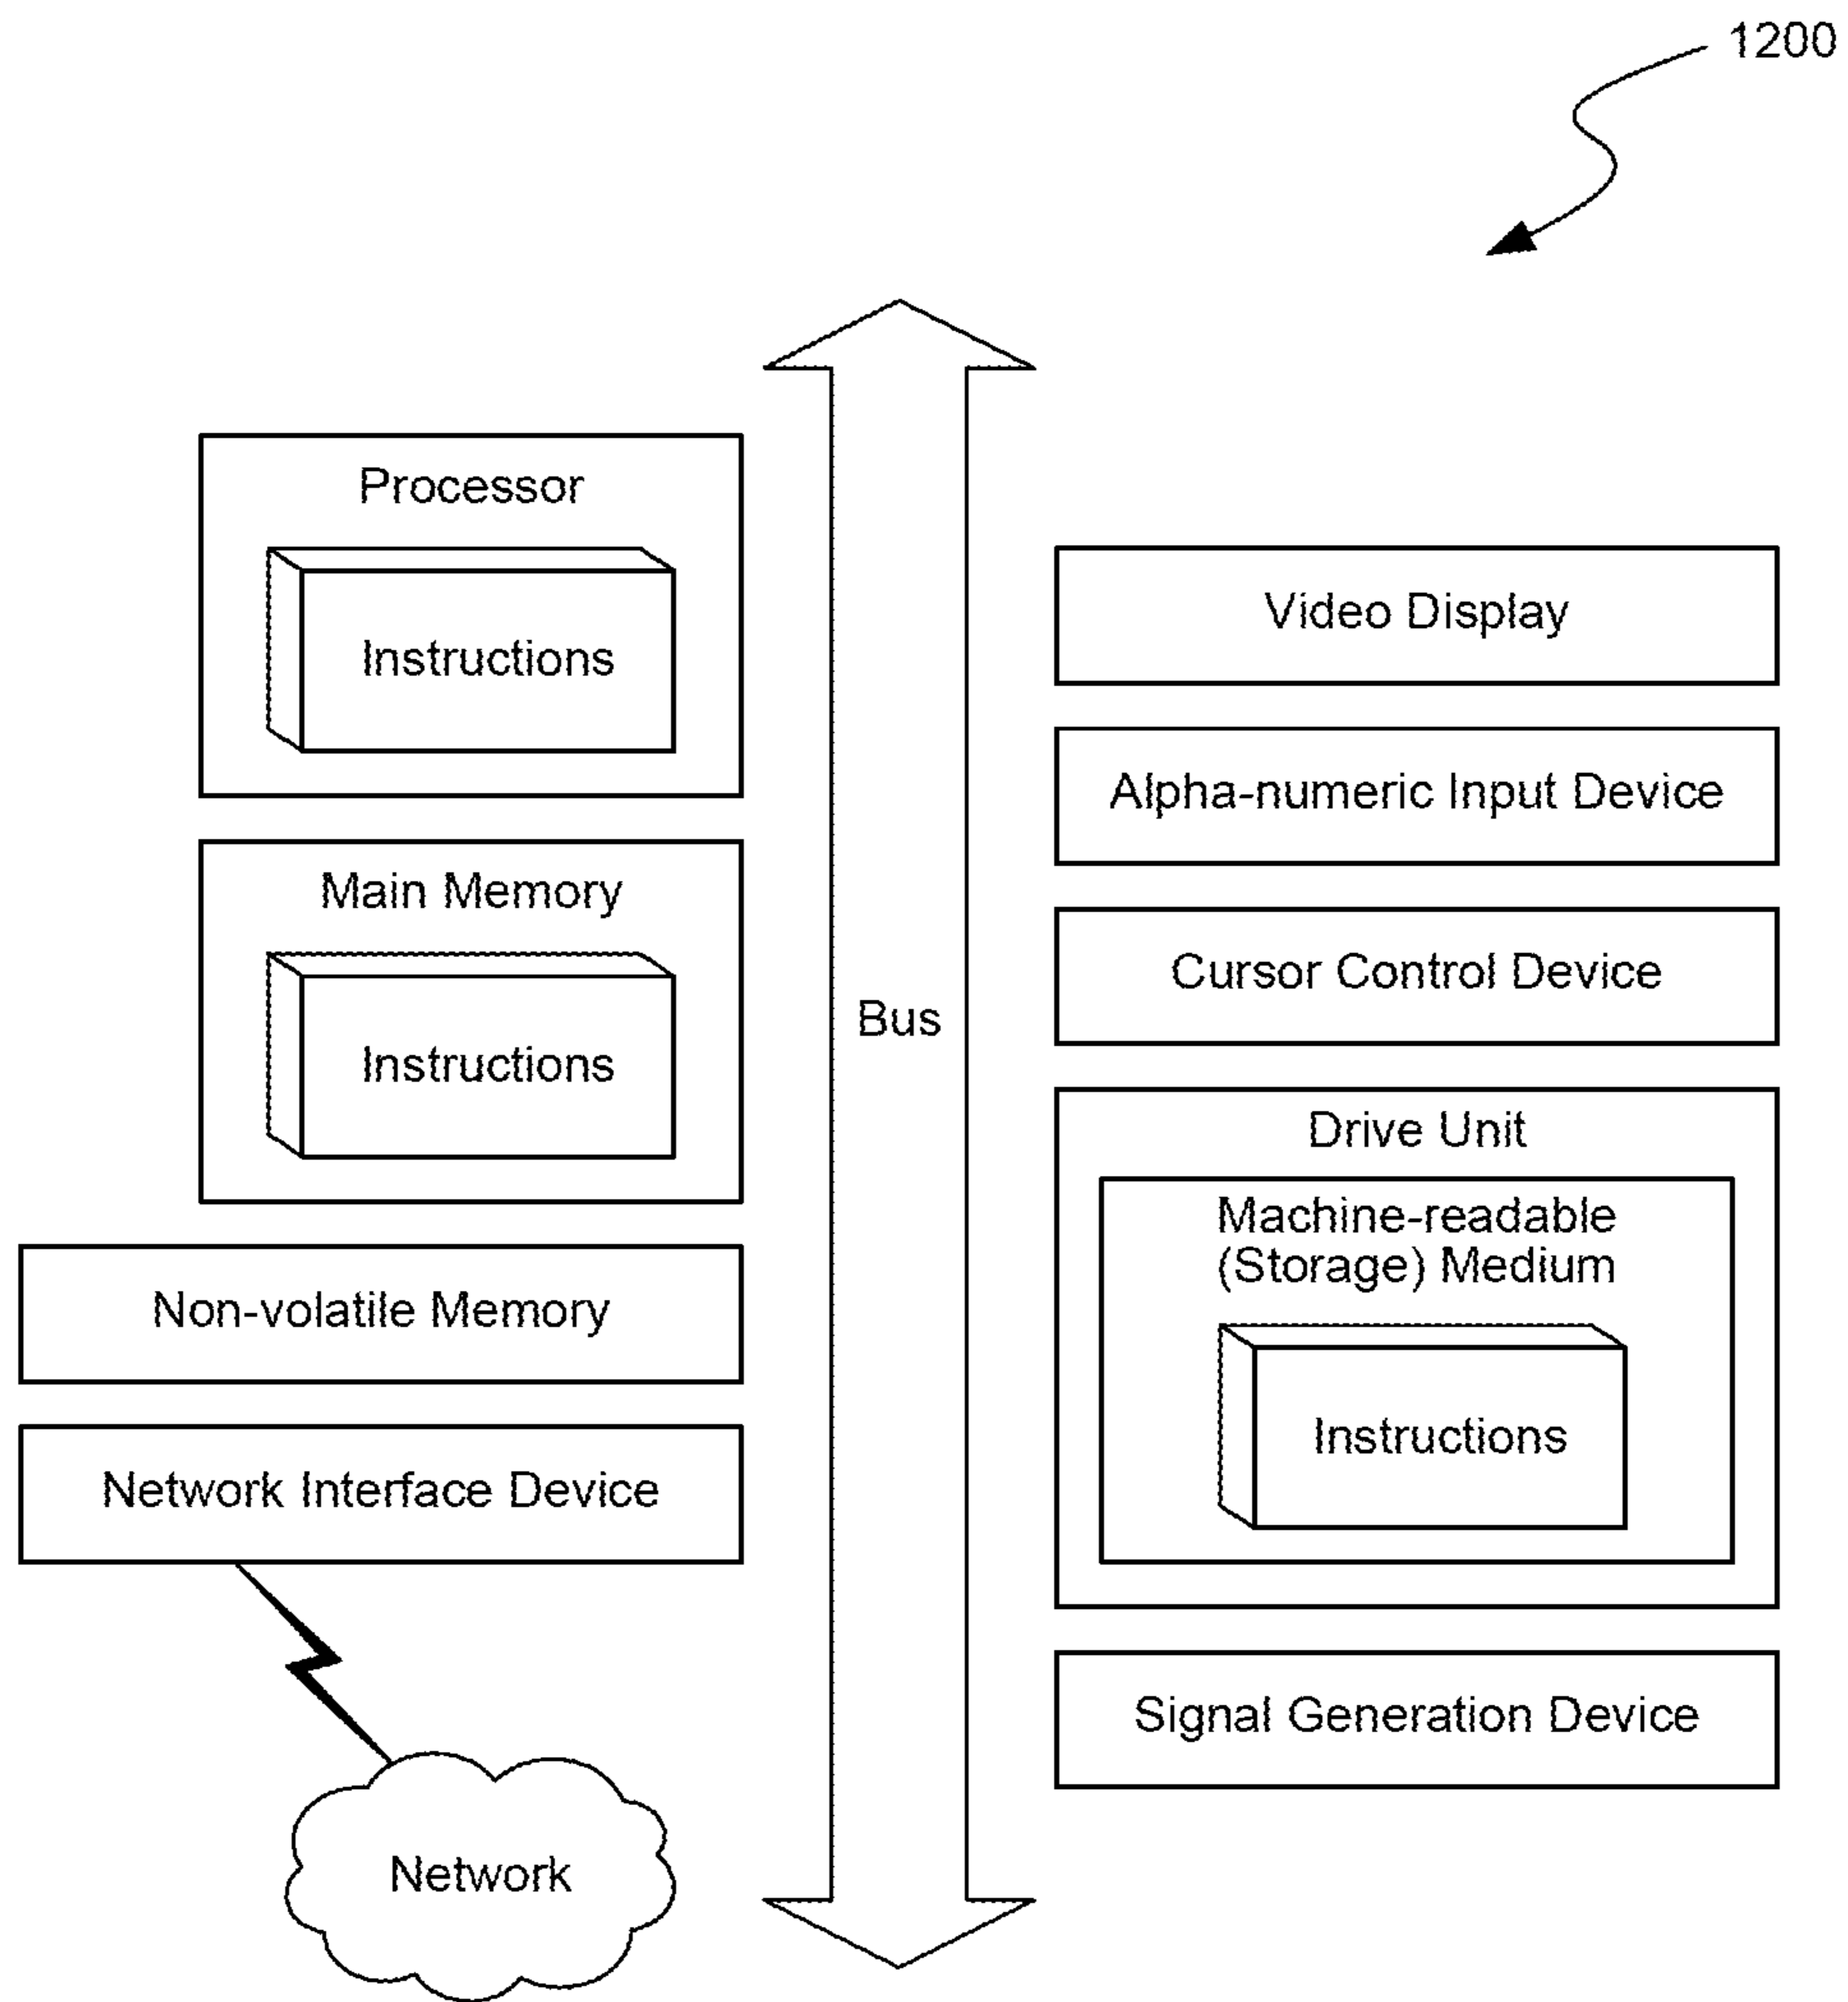 1200
Processor
Instructions
Main Memory
Instructions
Non-volatile Memory
Network Interface Device
Network
Bus
Video Display
Alpha-numeric Input Device
Cursor Control Device
Drive Unit
Machine-readable
(Storage) Medium
Instructions
Signal Generation Device